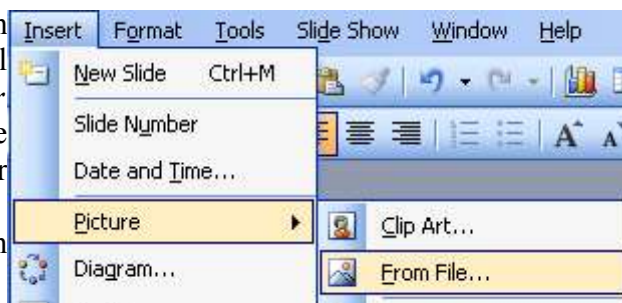 Insert Format Tools Slide Show Window Help
New Slide Ctrl+M
Slide Number
Date and Time...
Picture
Clip Art...
Diagram...
From File...